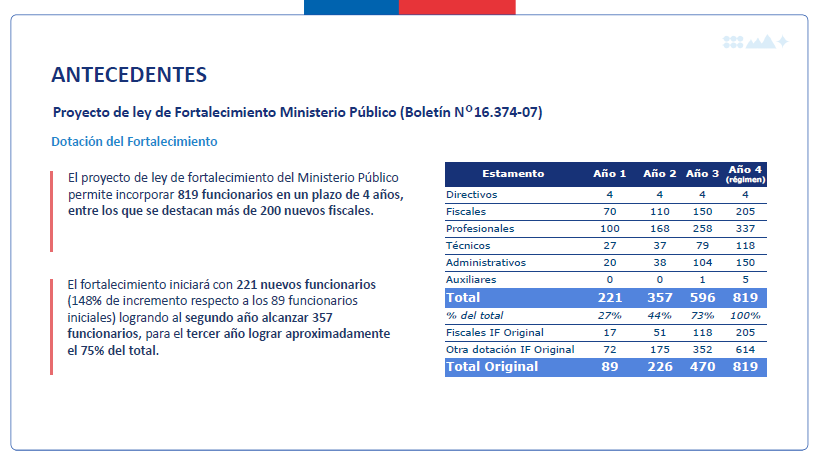 ANTECEDENTES
Proyecto de ley de Fortalecimiento Ministerio Público (Boletín N°16.374-07)
Dotación del Fortalecimiento
El proyecto de ley de fortalecimiento del Ministerio Público
permite incorporar 819 funcionarios en un plazo de 4 años,
entre los que se destacan más de 200 nuevos fiscales.
El fortalecimiento iniciará con 221 nuevos funcionarios
(148% de incremento respecto a los 89 funcionarios
iniciales) logrando al segundo año alcanzar 357
funcionarios, para el tercer año lograr aproximadamente
el 75% del total.
Estamento Año 1 Año 2 Año 3 Año 4 (régimen)
Directivos 4 4 4 4
Fiscales 70 110 150 205
Profesionales 100 168 258 337
Técnicos 27 37 79 118
Administrativos 20 38 104 150
Auxiliares 0 0 1 5
Total 221 357 596 819
% del total 27% 44% 73% 100%
Fiscales IF Original 17 51 118 205
Otra dotación IF Original 72 175 352 614
Total Original 89 226 470 819